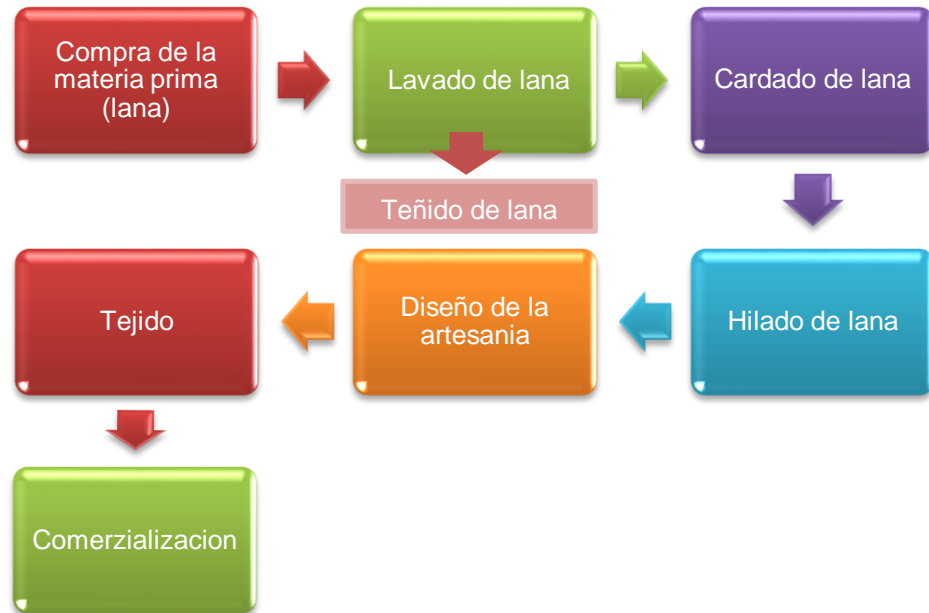 Compra de la
materia prima
(lana)
Lavado de lana
Cardado de lana
Teñido de lana
Tejido
Diseño de la
artesania
Hilado de lana
Comerzializacion